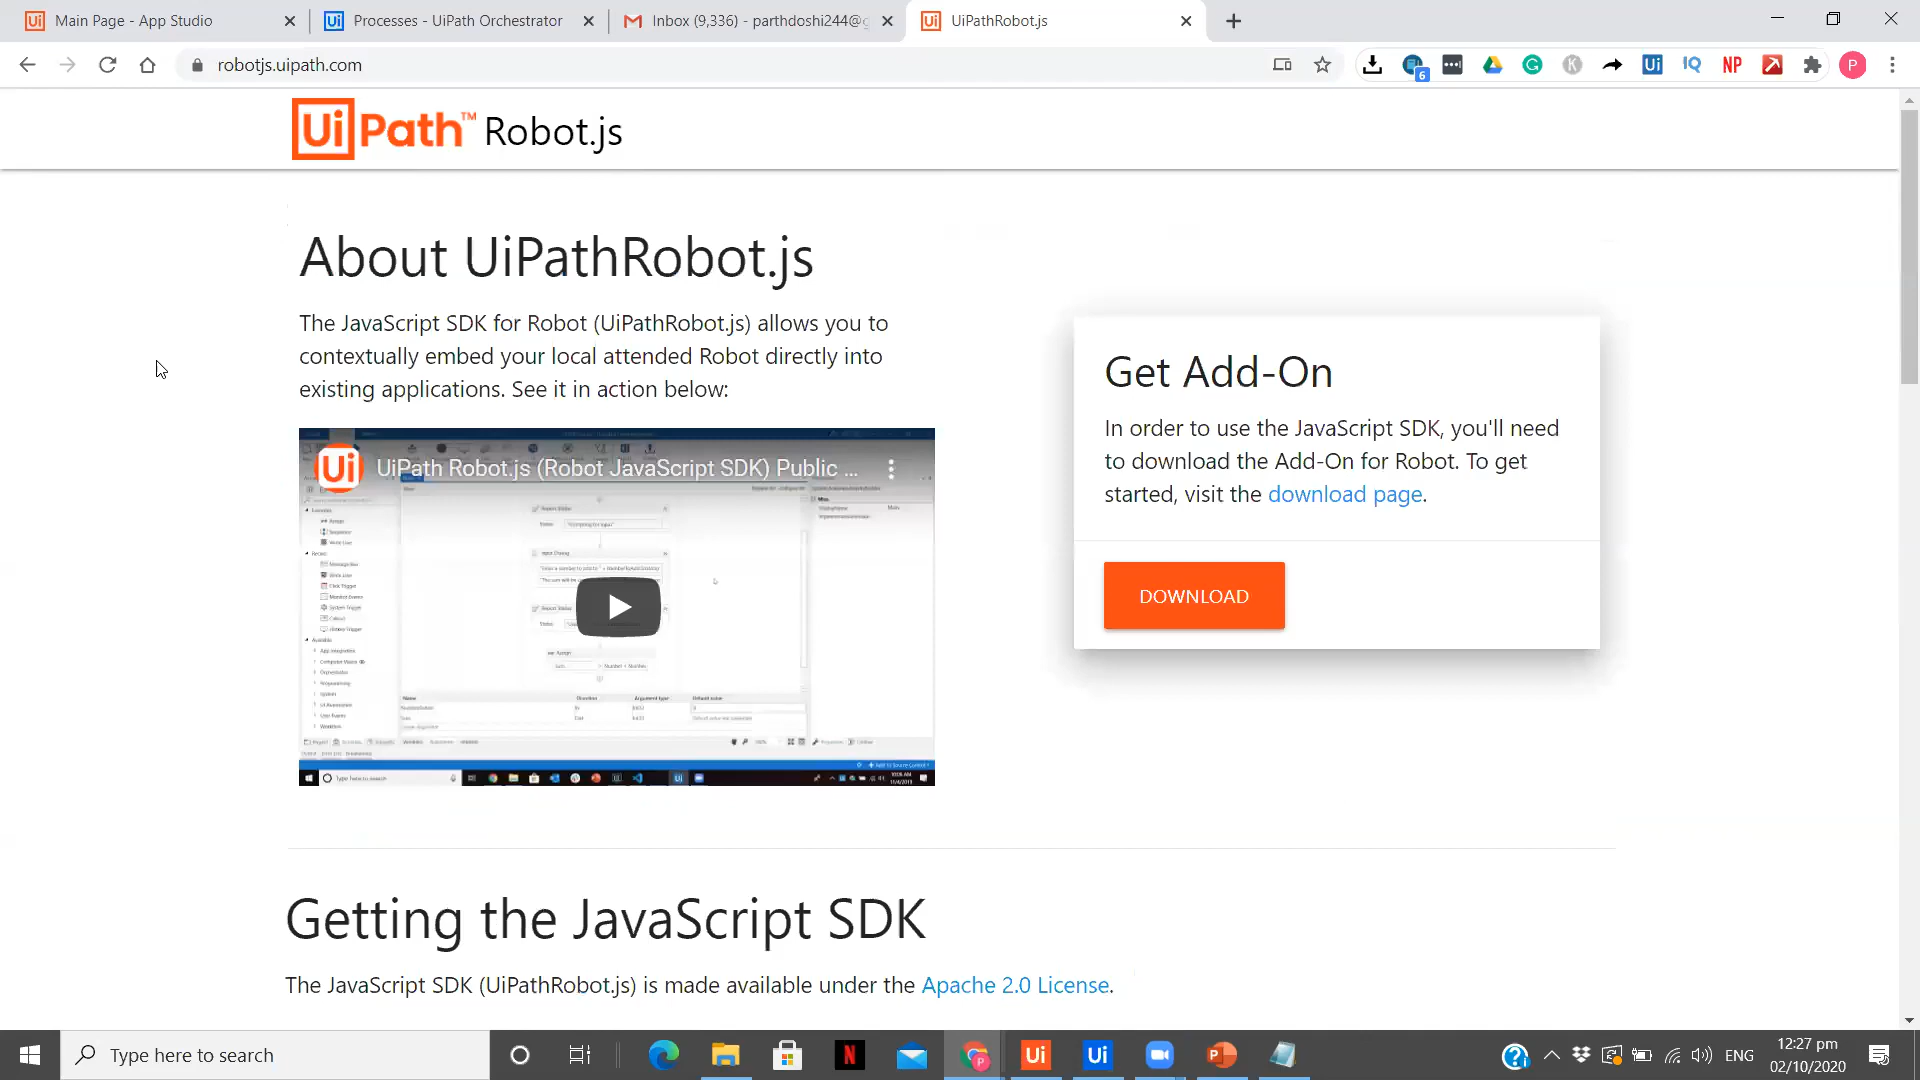 Main Page - App Studio
Processes - UiPath Orchestrator
Inbox (9,336) - parthdoshi244@g
UiPathRobot.js
robotjs.uipath.com
6
Ui
IQ
NP
P
UiPath™ Robot.js
About UiPathRobot.js
The JavaScript SDK for Robot (UiPathRobot.js) allows you to
contextually embed your local attended Robot directly into
existing applications. See it in action below:
UiPath Robot.js (Robot JavaScript SDK) Public ...
Get Add-On
In order to use the JavaScript SDK, you'll need
to download the Add-On for Robot. To get
started, visit the download page.
DOWNLOAD
Getting the JavaScript SDK
The JavaScript SDK (UiPathRobot.js) is made available under the Apache 2.0 License.
Type here to search
ENG
12:27 pm
02/10/2020